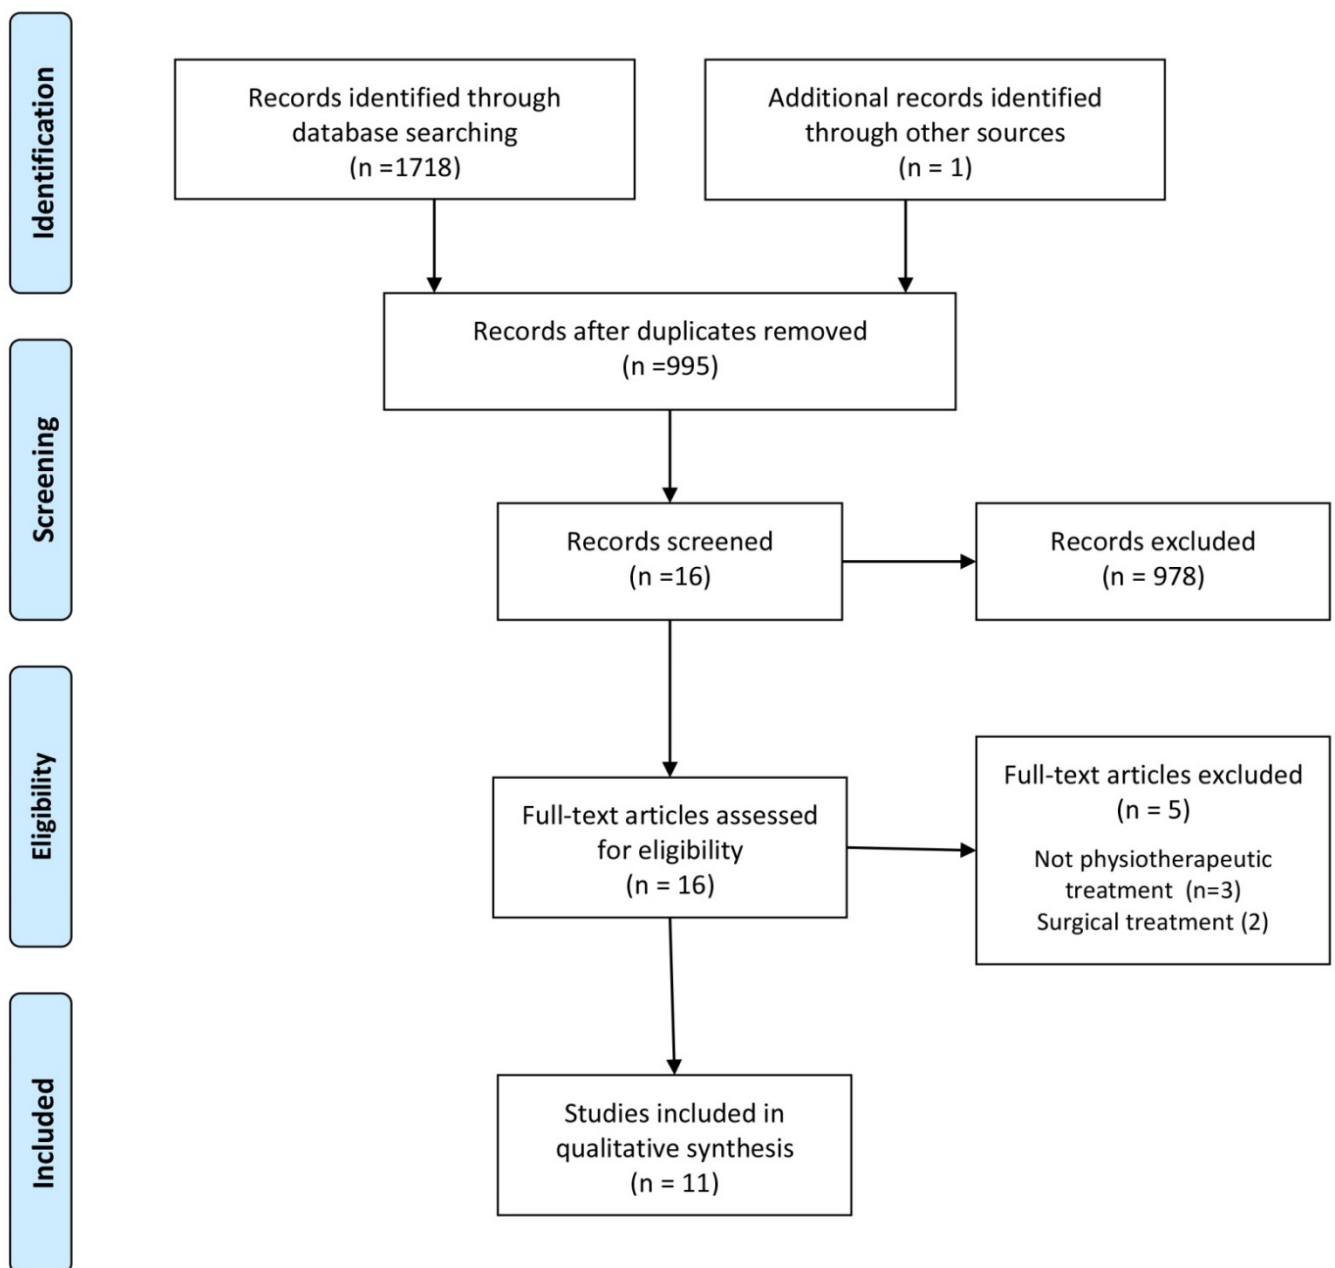 Identification
Records identified through
database searching
(n =1718)
Additional records identified
through other sources
(n = 1)
Records after duplicates removed
(n =995)
Screening
Records screened
(n =16)
Records excluded
(n = 978)
Eligibility
Full-text articles assessed
for eligibility
(n = 16)
Full-text articles excluded
(n = 5)
Not physiotherapeutic
treatment (n=3)
Surgical treatment (2)
Included
Studies included in
qualitative synthesis
(n = 11)